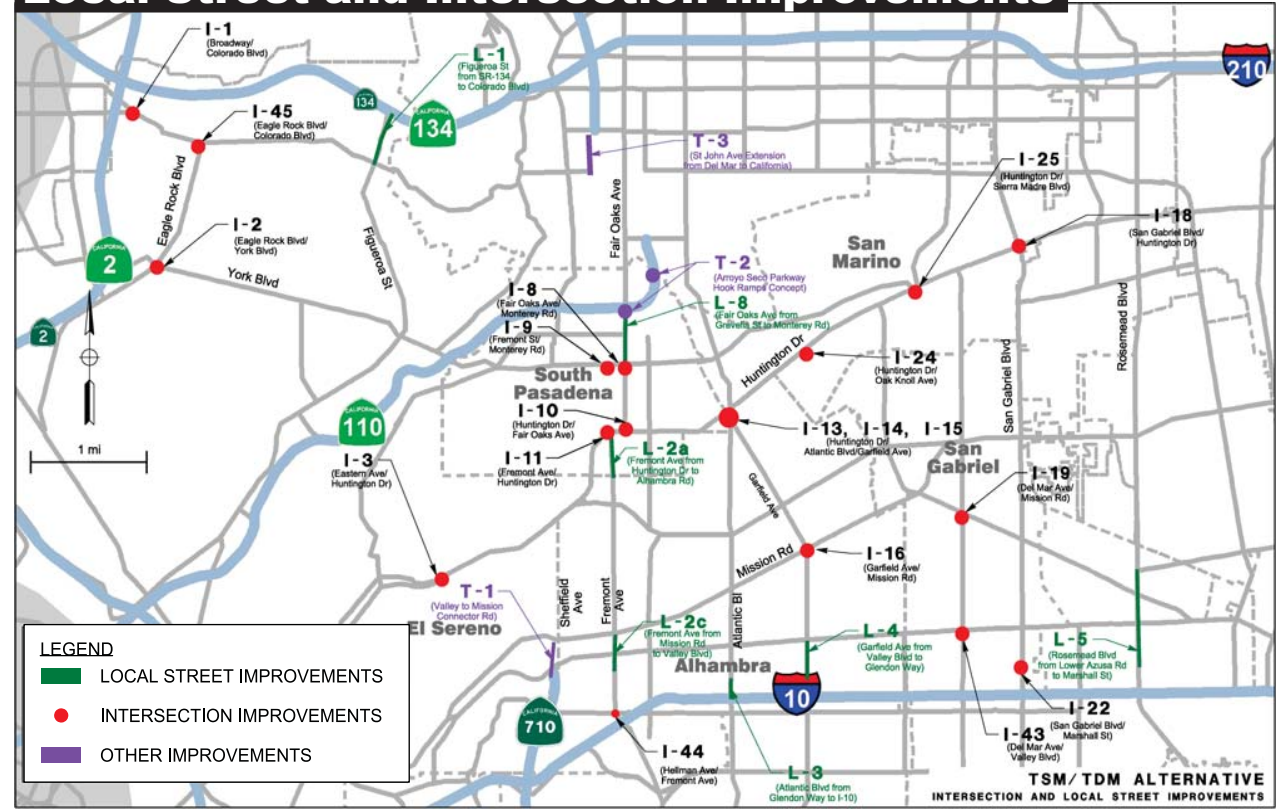 Local Street and Intersection Improvements
I-1
(Broadway/
Colorado Blvd)
L-1
(Figueroa St
from SR-134
to Colorado Blvd)
210
134
CALIFORNIA
134
I-45
(Eagle Rock Blvd/
Colorado Blvd)
T-3
(St John Ave Extension
from Del Mar to California)
I-25
(Huntington Dr/
Sierra Madre Blvd)
Eagle Rock Blvd
Fair Oaks Ave
I-18
(San Gabriel Blvd/
Huntington Dr)
I-2
(Eagle Rock Blvd/
York Blvd)
San
Marino
CALIFORNIA
2
York Blvd
Figueroa St
T-2
(Arroyo Seco Parkway
Hook Ramps Concept)
I-8
(Fair Oaks Ave/
Monterey Rd)
L-8
(Fair Oaks Ave from
Grevelia St to Monterey Rd)
Rosemead Blvd
2
I-9
(Fremont St/
Monterey Rd)
Huntington Dr
I-24
(Huntington Dr/
Oak Knoll Ave)
San Gabriel Blvd
South
Pasadena
CALIFORNIA
110
I-10
(Huntington Dr/
Fair Oaks Ave)
I-13, I-14, I-15
(Huntington Dr/
Atlantic Blvd/Garfield Ave)
1 mi
I-3
(Eastern Ave/
Huntington Dr)
I-11
(Fremont Ave/
Huntington Dr)
L-2a
(Fremont Ave from
Huntington Dr to
Alhambra Rd)
San
Gabriel
I-19
(Del Mar Ave/
Mission Rd)
Garfield Ave
Mission Rd
I-16
(Garfield Ave/
Mission Rd)
T-1
(Valley to Mission
Connector Rd)
Sheffield
Ave
Fremont
Ave
Atlantic Bl
El Sereno
L-2c
(Fremont Ave from
Mission Rd
to Valley Blvd)
L-4
(Garfield Ave from
Valley Blvd to
Glendon Way)
L-5
(Rosemead Blvd
from Lower Azusa Rd
to Marshall St)
Alhambra
10
LEGEND
LOCAL STREET IMPROVEMENTS
INTERSECTION IMPROVEMENTS
OTHER IMPROVEMENTS
CALIFORNIA
710
I-22
(San Gabriel Blvd/
Marshall St)
I-44
(Hellman Ave/
Fremont Ave)
I-43
(Del Mar Ave/
Valley Blvd)
L-3
(Atlantic Blvd from
Glendon Way to I-10)
TSM/TDM ALTERNATIVE
INTERSECTION AND LOCAL STREET IMPROVEMENTS